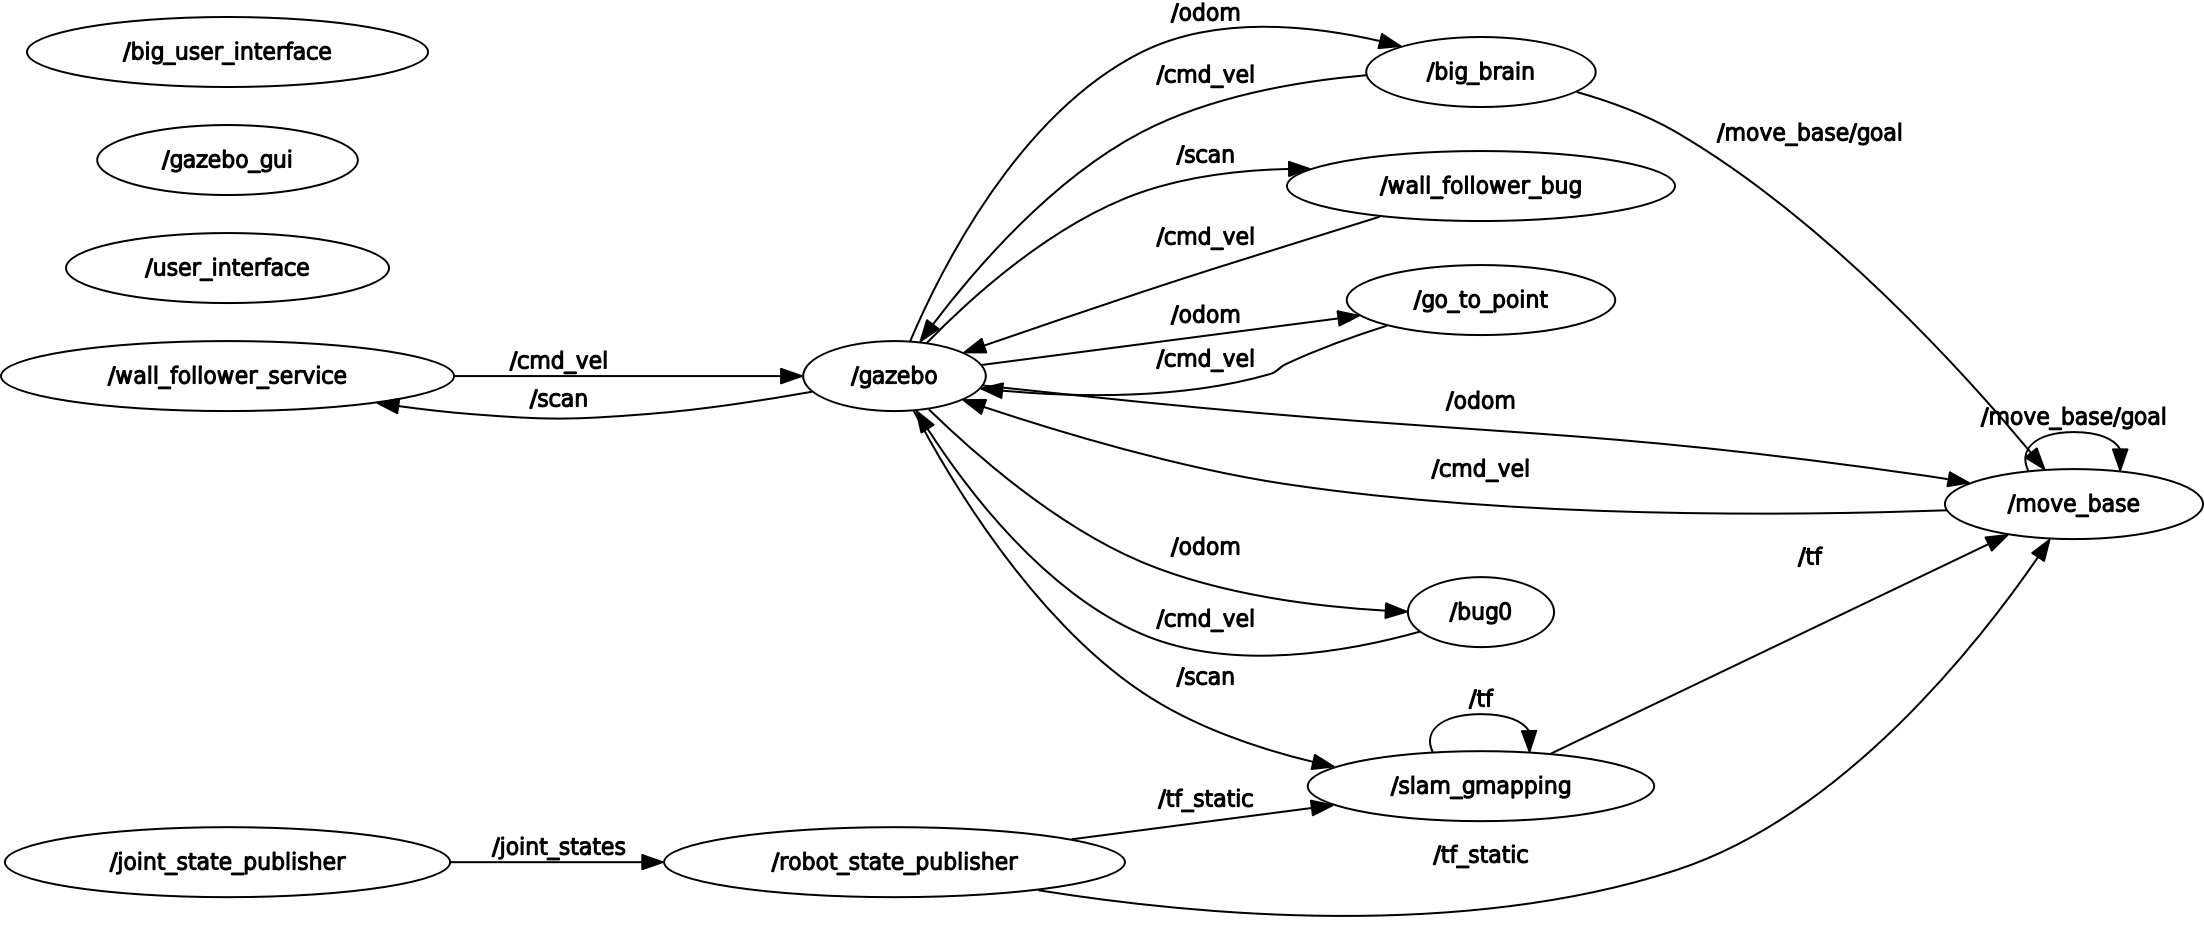 /odom
/big_user_interface
/big_brain
/cmd_vel
/move_base/goal
/gazebo_gui
/scan
/wall_follower_bug
/cmd_vel
/user_interface
/go_to_point
/odom
/cmd_vel
/wall_follower_service
/cmd_vel
/gazebo
/scan
/odom
/move_base/goal
/cmd_vel
/move_base
/odom
/tf
/cmd_vel
/bug0
/scan
/tf
/slam_gmapping
/tf_static
/joint_states
/joint_state_publisher
/robot_state_publisher
/tf_static